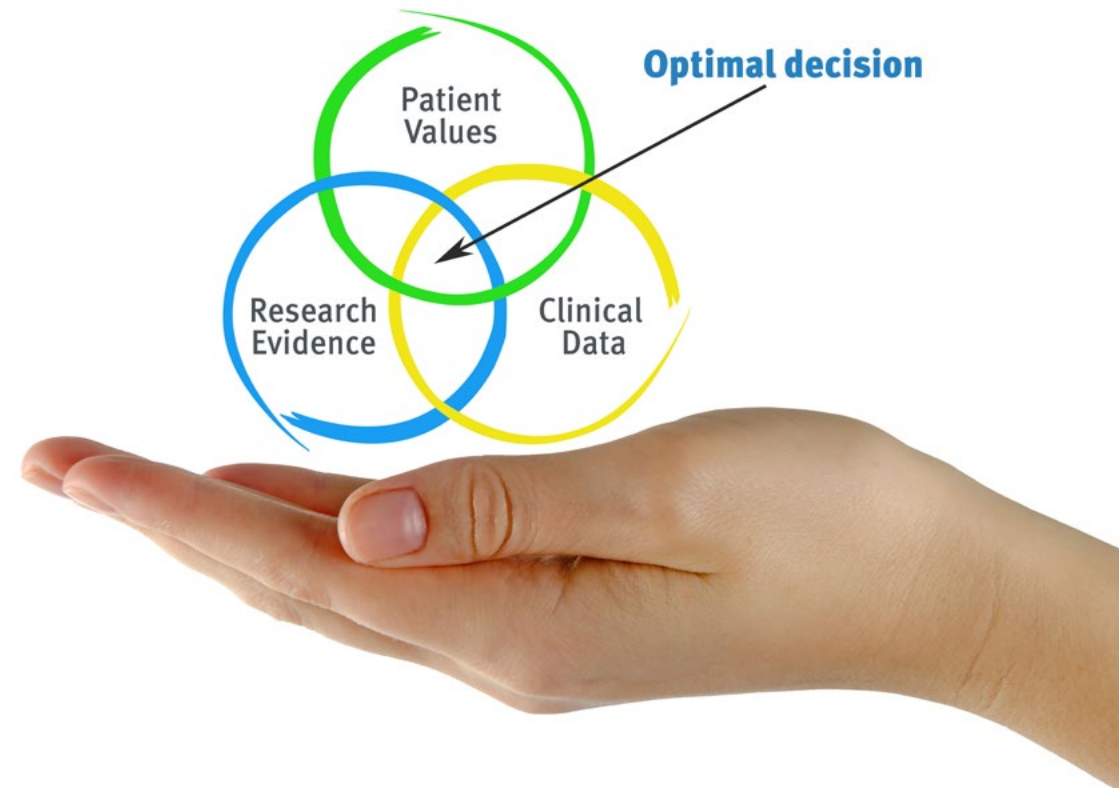 Optimal decision
Patient
Values
Research
Evidence
Clinical
Data